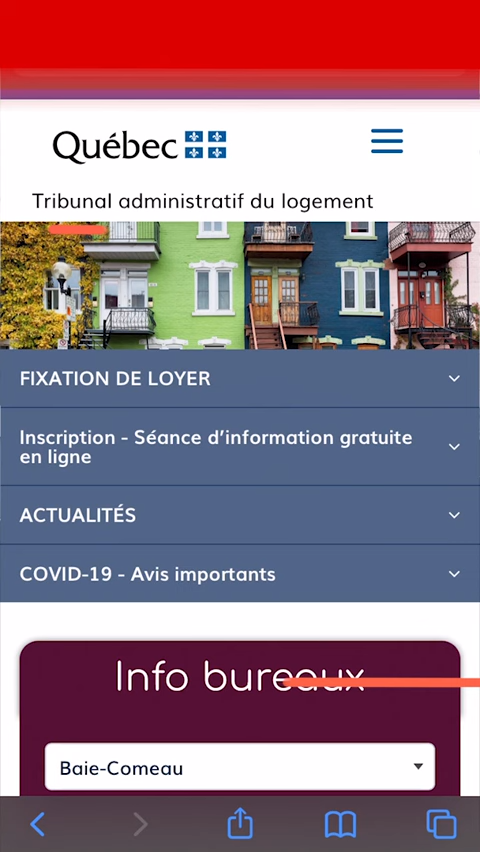 Québec
Tribunal administratif du logement
FIXATION DE LOYER
Inscription - Séance d’information gratuite
en ligne
ACTUALITÉS
COVID-19 - Avis importants
Info bureaux
Baie-Comeau